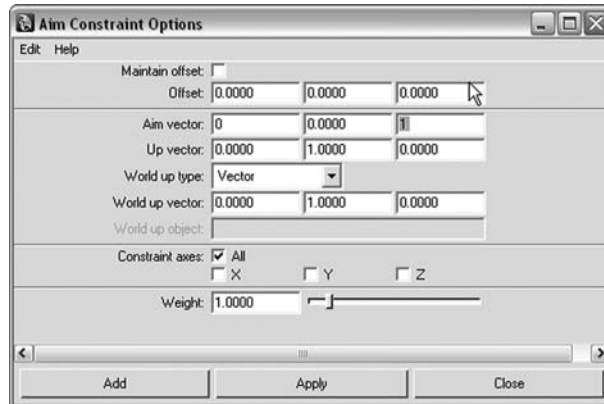 Aim Constraint Options
Edit Help
Maintain offset:
Offset: 0.0000 0.0000 0.0000
Aim vector: 0 0.0000 1
Up vector: 0.0000 1.0000 0.0000
World up type: Vector
World up vector: 0.0000 1.0000 0.0000
World up object:
Constraint axes: All
X Y Z
Weight: 1.0000
Add Apply Close